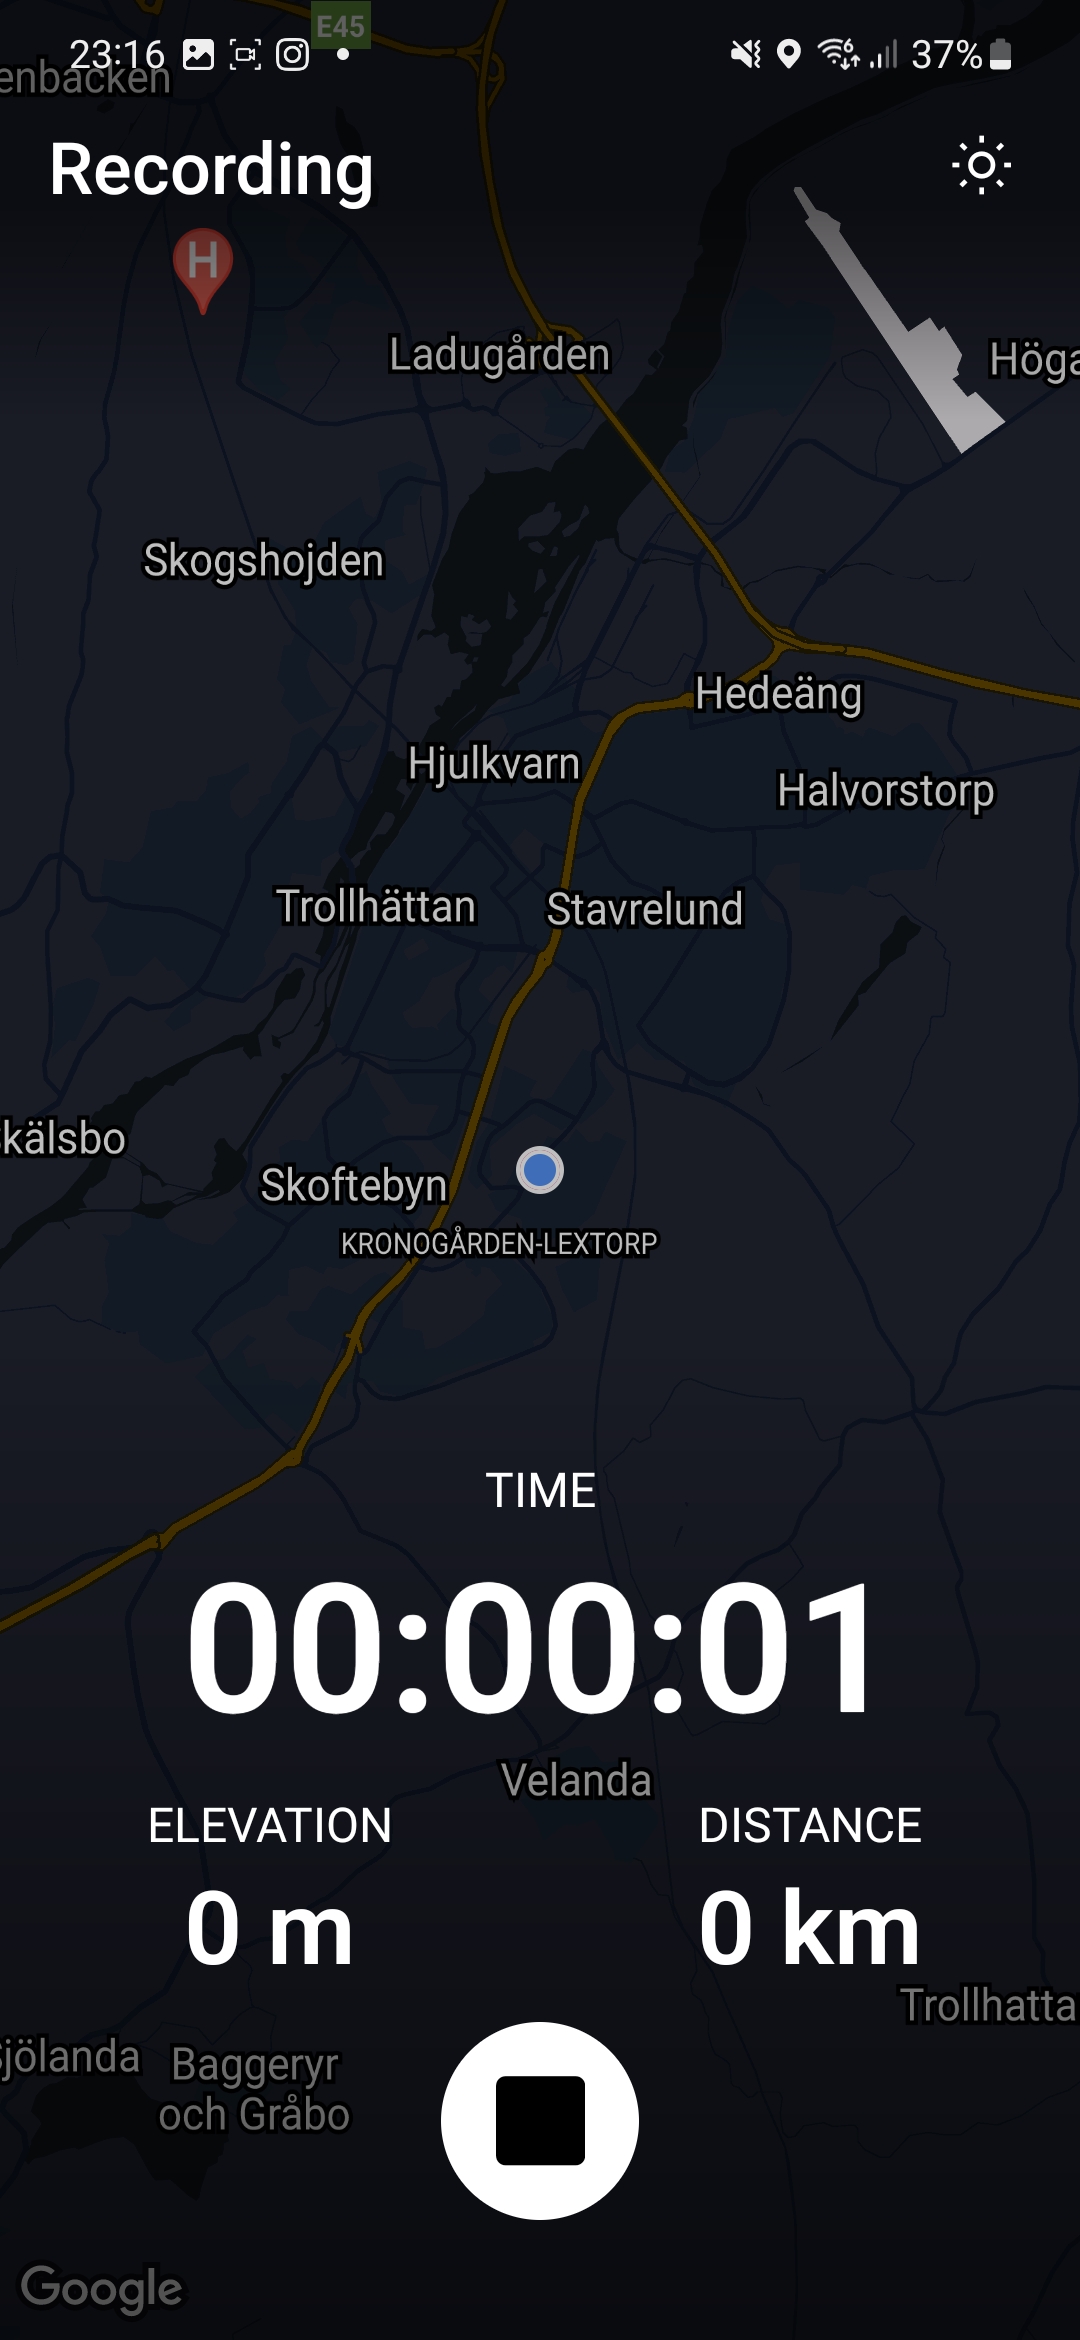 E45
23:16
6
37%
enbacken
Recording
H
Ladugården
Höga
Skogshojden
Hedeäng
Hjulkvarn
Halvorstorp
Trollhättan
Stavrelund
kälsbo
Skoftebyn
KRONOGÅRDEN-LEXTORP
TIME
00:00:01
Velanda
ELEVATION
DISTANCE
0 m
0 km
Trollhatta
jölanda
Baggeryr
och Gråbo
Google